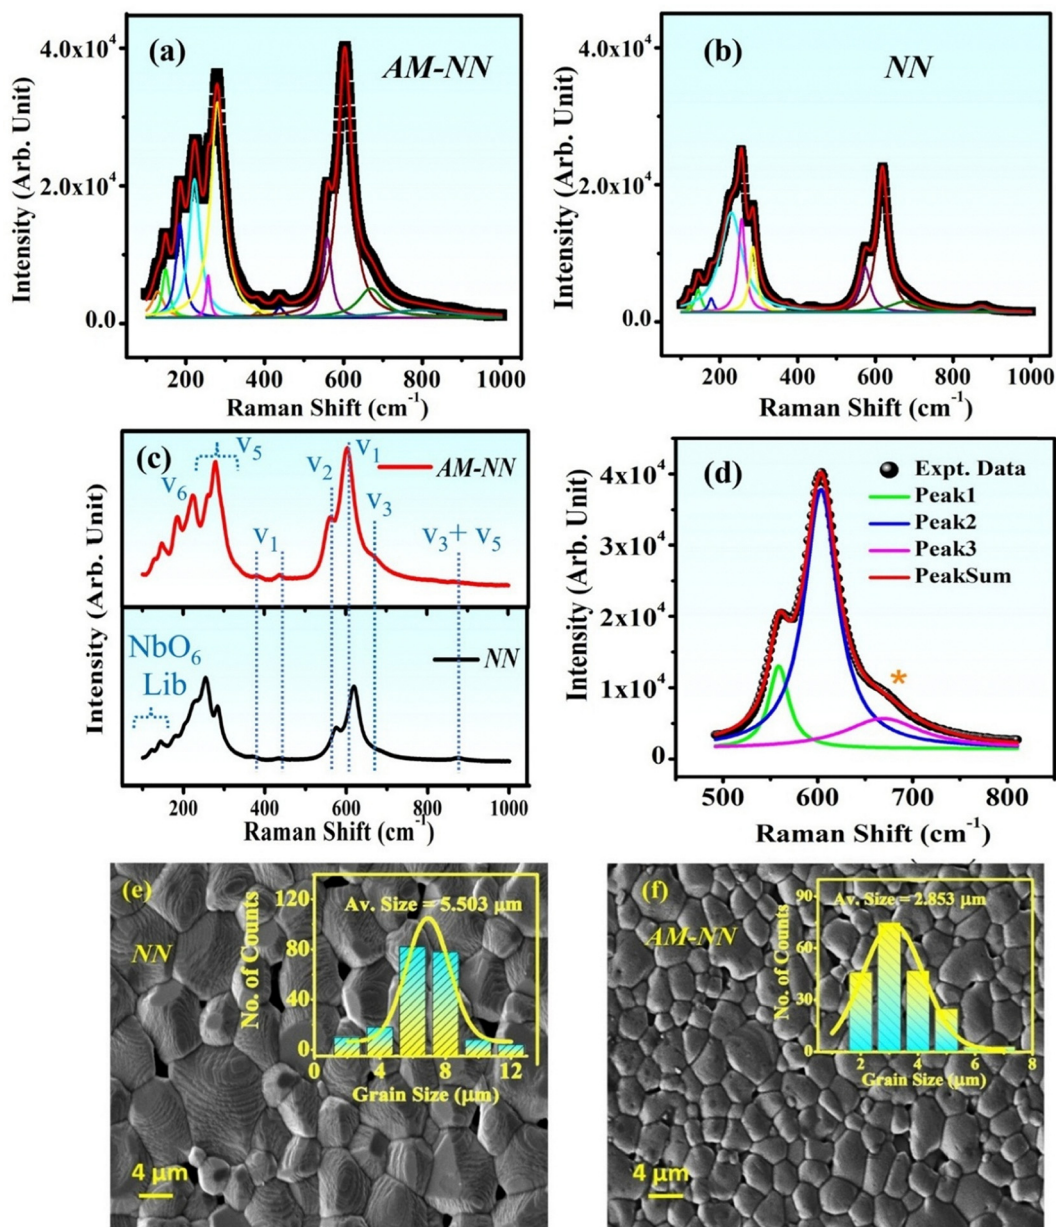 (a)
AM-NN
Intensity (Arb. Unit)
4.0x10⁴
2.0x10⁴
0.0
200 400 600 800 1000
Raman Shift (cm⁻¹)
(b)
NN
Intensity (Arb. Unit)
4.0x10⁴
2.0x10⁴
0.0
200 400 600 800 1000
Raman Shift (cm⁻¹)
(c)
v₅
v₁
AM-NN
v₆
v₂
v₃
v₁
v₃+ v₅
NbO₆
Lib
NN
Intensity (Arb. Unit)
200 400 600 800 1000
Raman Shift (cm⁻¹)
(d)
Expt. Data
Peak1
Peak2
Peak3
PeakSum
*
Intensity (Arb. Unit)
4x10⁴
3x10⁴
2x10⁴
1x10⁴
0
500 600 700 800
Raman Shift (cm⁻¹)
(e)
NN
Av. Size = 5.503 μm
No. of Counts
120
80
40
0
0 4 8 12
Grain Size (μm)
4 μm
(f)
AM-NN
Av. Size = 2.853 μm
No. of Counts
90
60
30
0
2 4 6 8
Grain Size (μm)
4 μm